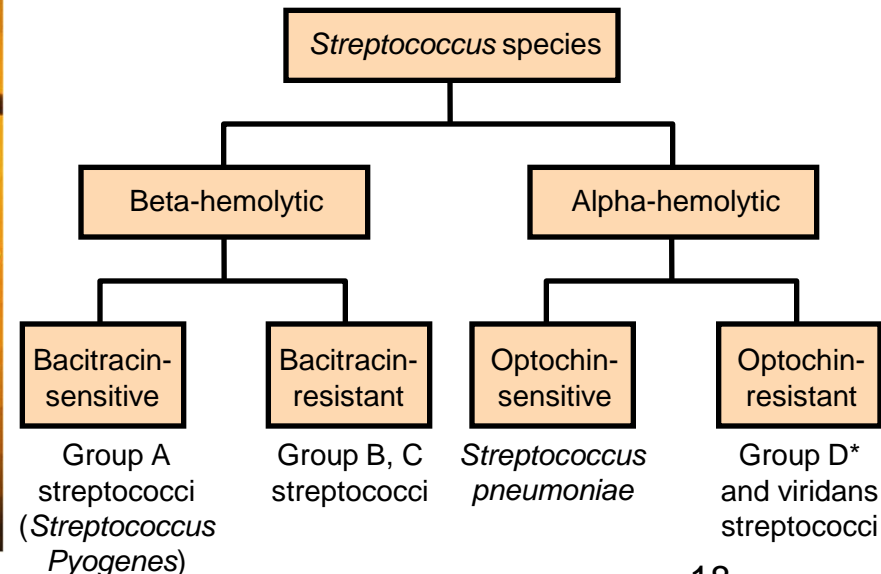 Streptococcus species
Beta-hemolytic
Alpha-hemolytic
Bacitracin-
sensitive
Bacitracin-
resistant
Optochin-
sensitive
Optochin-
resistant
Group A
streptococci
(Streptococcus
Pyogenes)
Group B, C
streptococci
Streptococcus
pneumoniae
Group D*
and viridans
streptococci